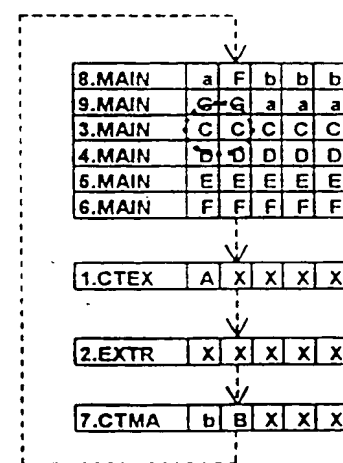 8.MAIN a F b b b
9.MAIN G G a a a
3.MAIN C C C C C
4.MAIN D D D D D
5.MAIN E E E E E
6.MAIN F F F F F
1.CTEX A X X X X
2.EXTR X X X X X
7.CTMA b B X X X